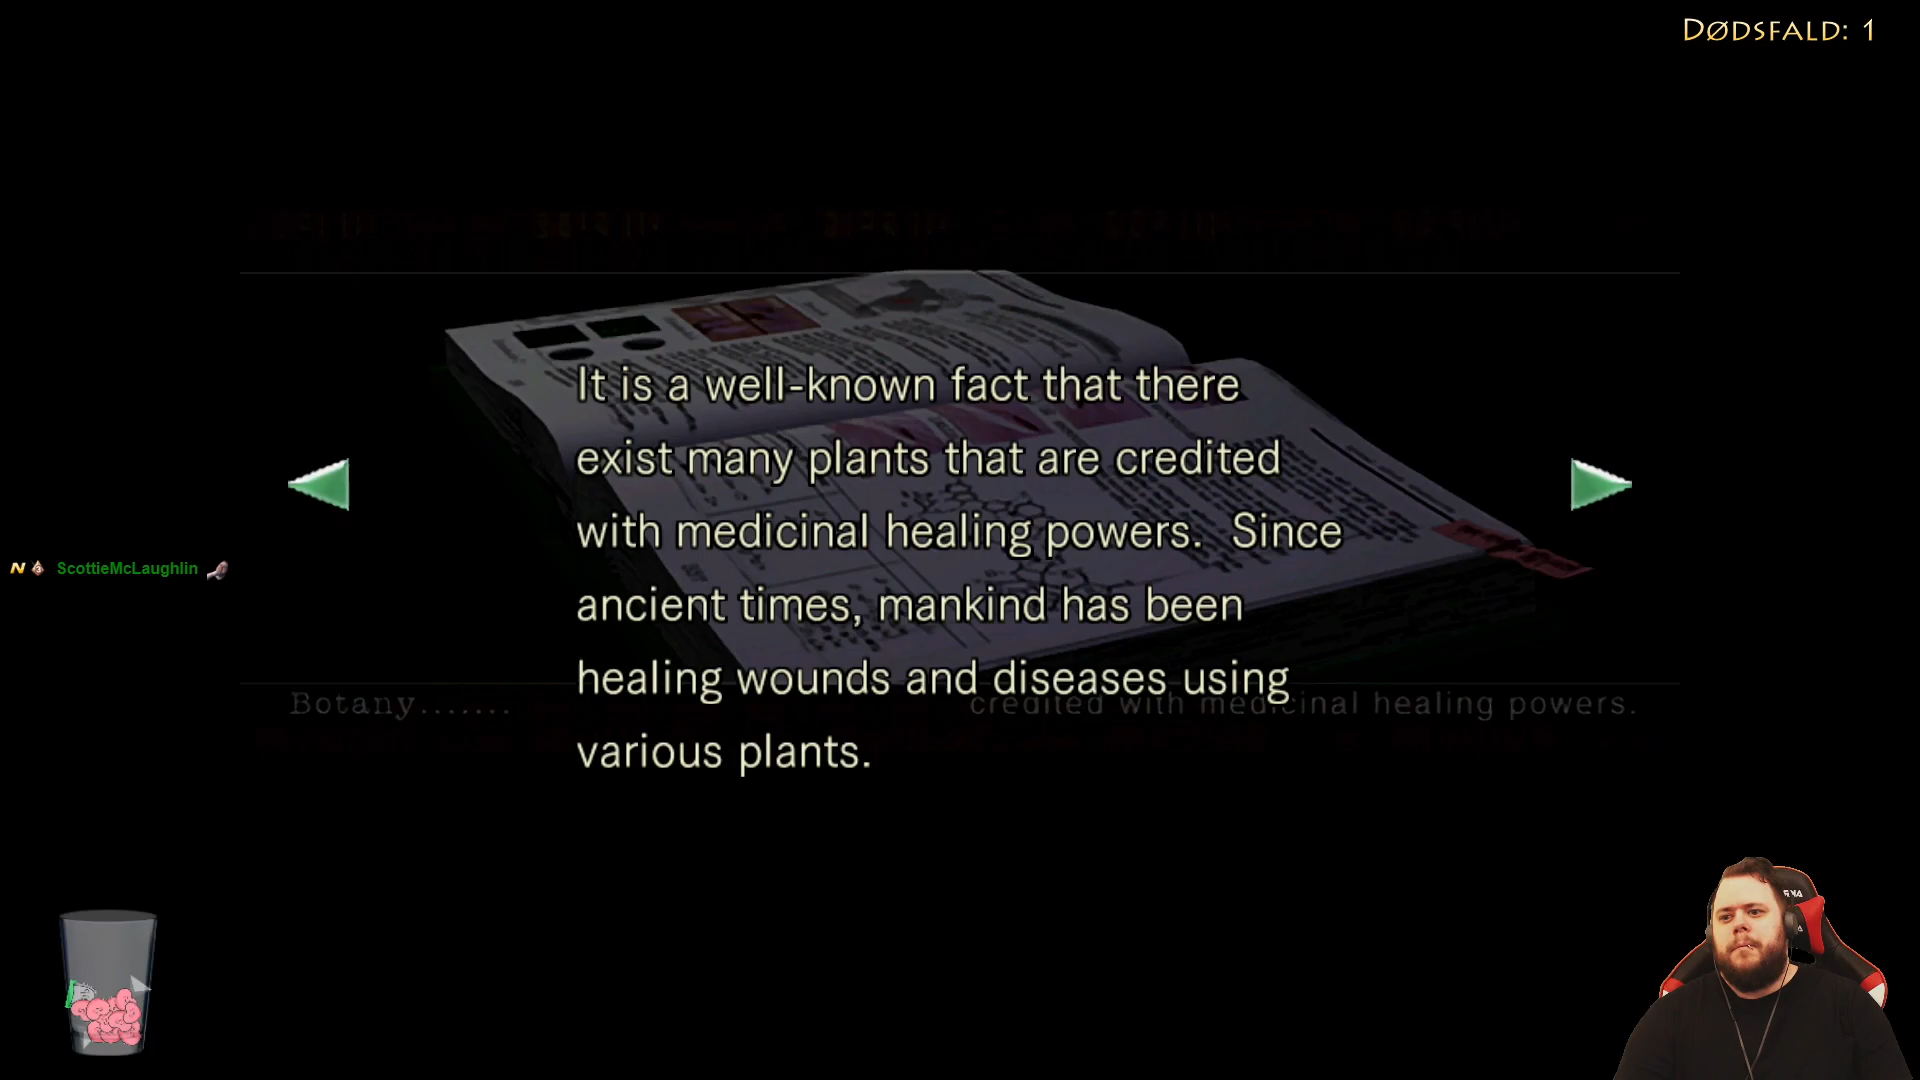 DØDSFALD: 1
It is a well-known fact that there
exist many plants that are credited
with medicinal healing powers.  Since
ancient times, mankind has been
healing wounds and diseases using
various plants.
ScottieMcLaughlin
Botany.......
credited with medicinal healing powers.